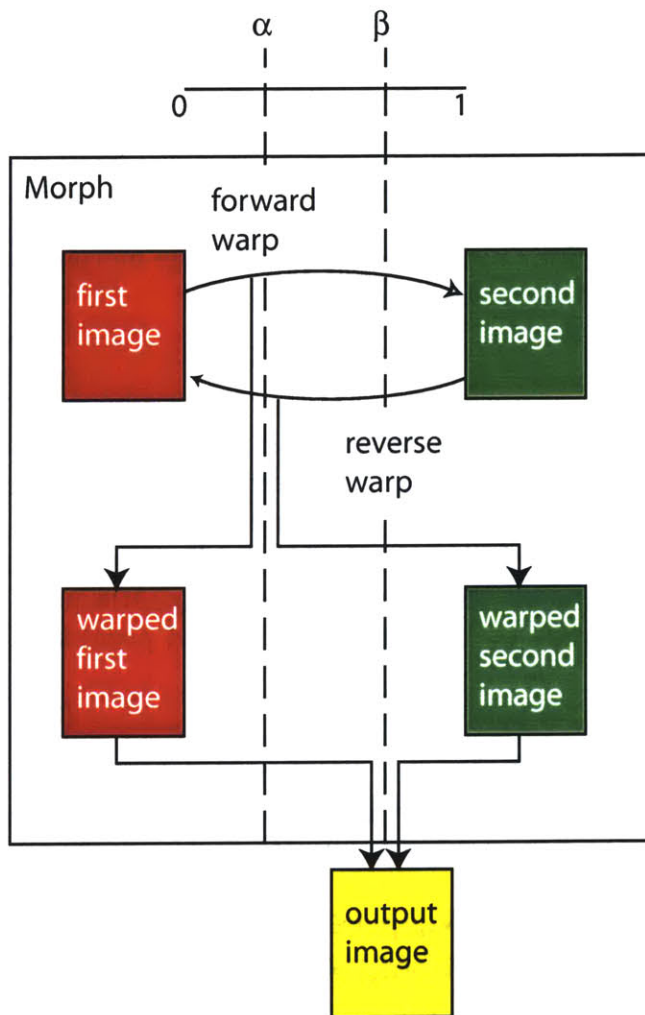 α β
0 1
Morph
forward
warp
first
image
second
image
reverse
warp
warped
first
image
warped
second
image
output
image